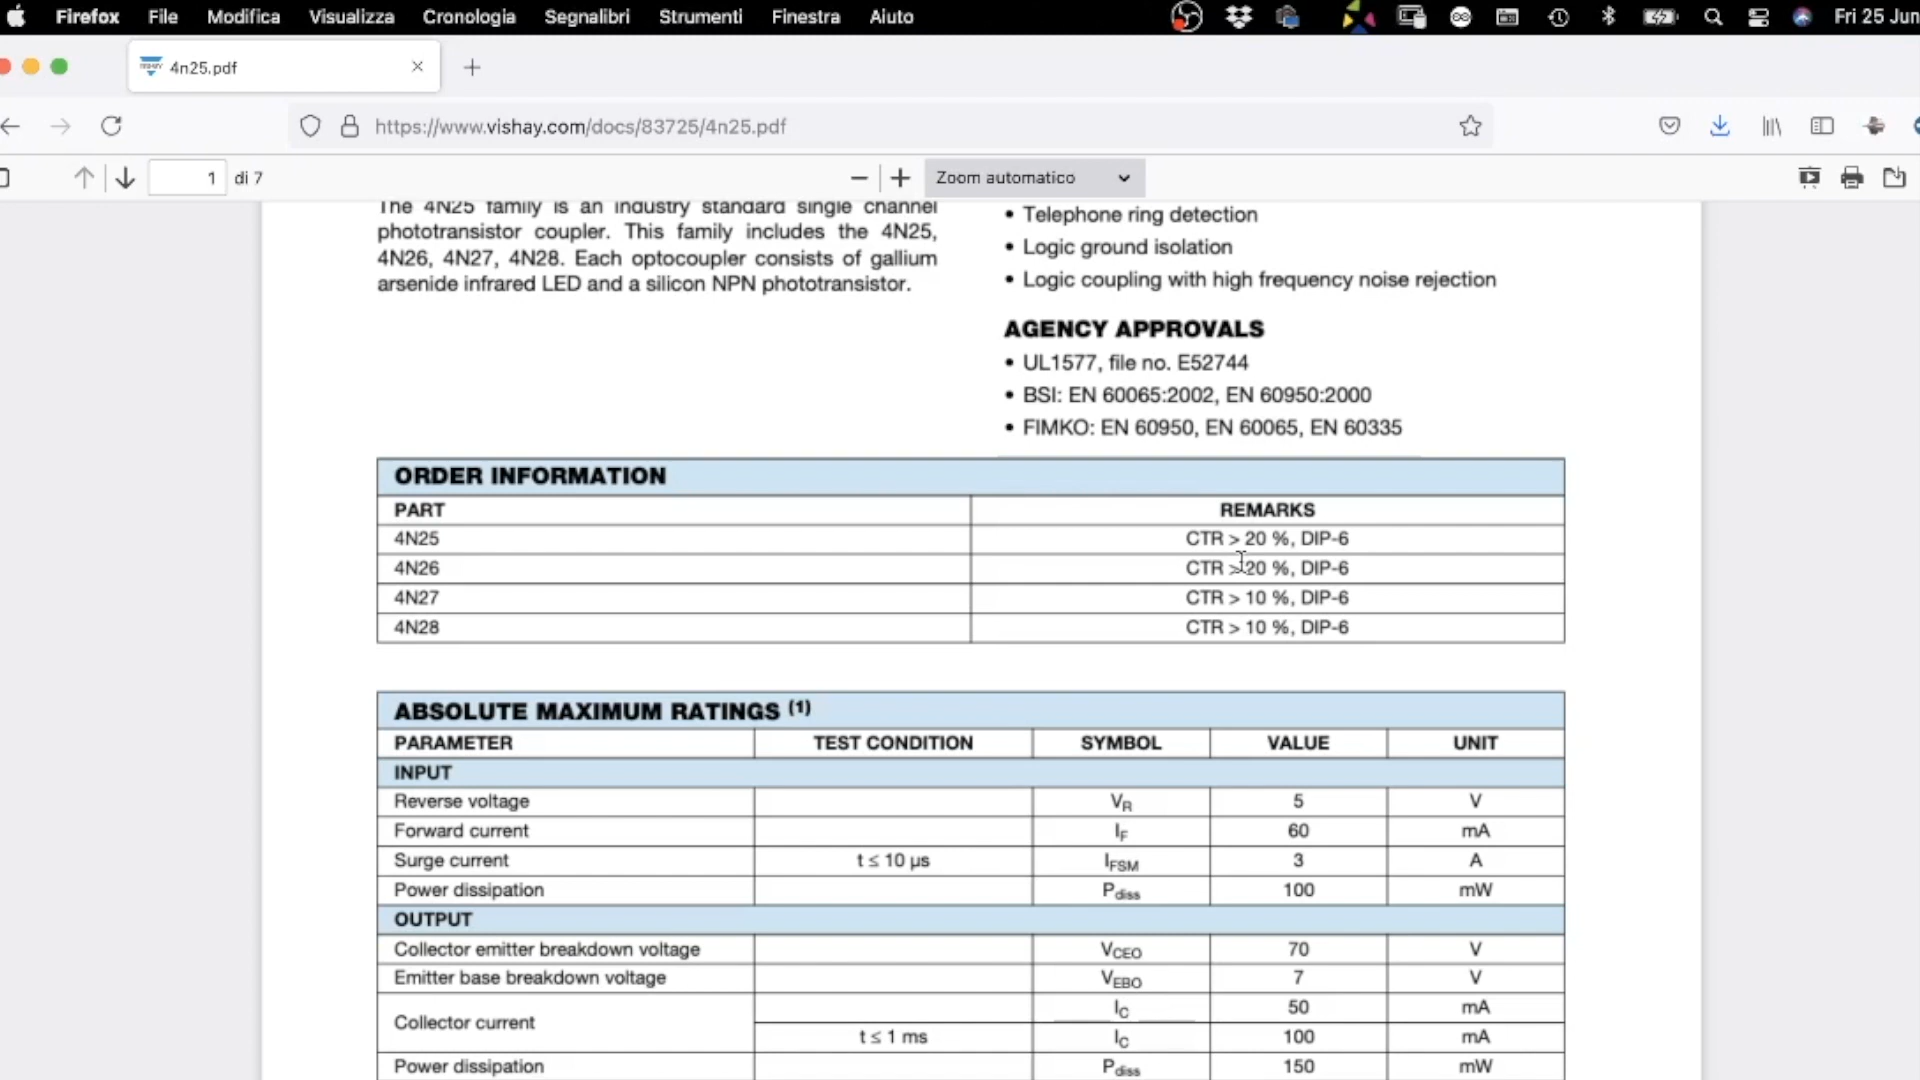 Firefox File Modifica Visualizza Cronologia Segnalibri Strumenti Finestra Aiuto Fri 25 Jun
4n25.pdf
https://www.vishay.com/docs/83725/4n25.pdf
1 di 7 Zoom automatico
The 4N25 family is an industry standard single channel
phototransistor coupler. This family includes the 4N25,
4N26, 4N27, 4N28. Each optocoupler consists of gallium
arsenide infrared LED and a silicon NPN phototransistor.
• Telephone ring detection
• Logic ground isolation
• Logic coupling with high frequency noise rejection
AGENCY APPROVALS
• UL1577, file no. E52744
• BSI: EN 60065:2002, EN 60950:2000
• FIMKO: EN 60950, EN 60065, EN 60335
ORDER INFORMATION
PART REMARKS
4N25 CTR > 20 %, DIP-6
4N26 CTR > 20 %, DIP-6
4N27 CTR > 10 %, DIP-6
4N28 CTR > 10 %, DIP-6
ABSOLUTE MAXIMUM RATINGS (1)
PARAMETER TEST CONDITION SYMBOL VALUE UNIT
INPUT
Reverse voltage VR 5 V
Forward current IF 60 mA
Surge current t ≤ 10 µs IFSM 3 A
Power dissipation Pdiss 100 mW
OUTPUT
Collector emitter breakdown voltage VCEO 70 V
Emitter base breakdown voltage VEBO 7 V
Collector current IC 50 mA
t ≤ 1 ms IC 100 mA
Power dissipation Pdiss 150 mW